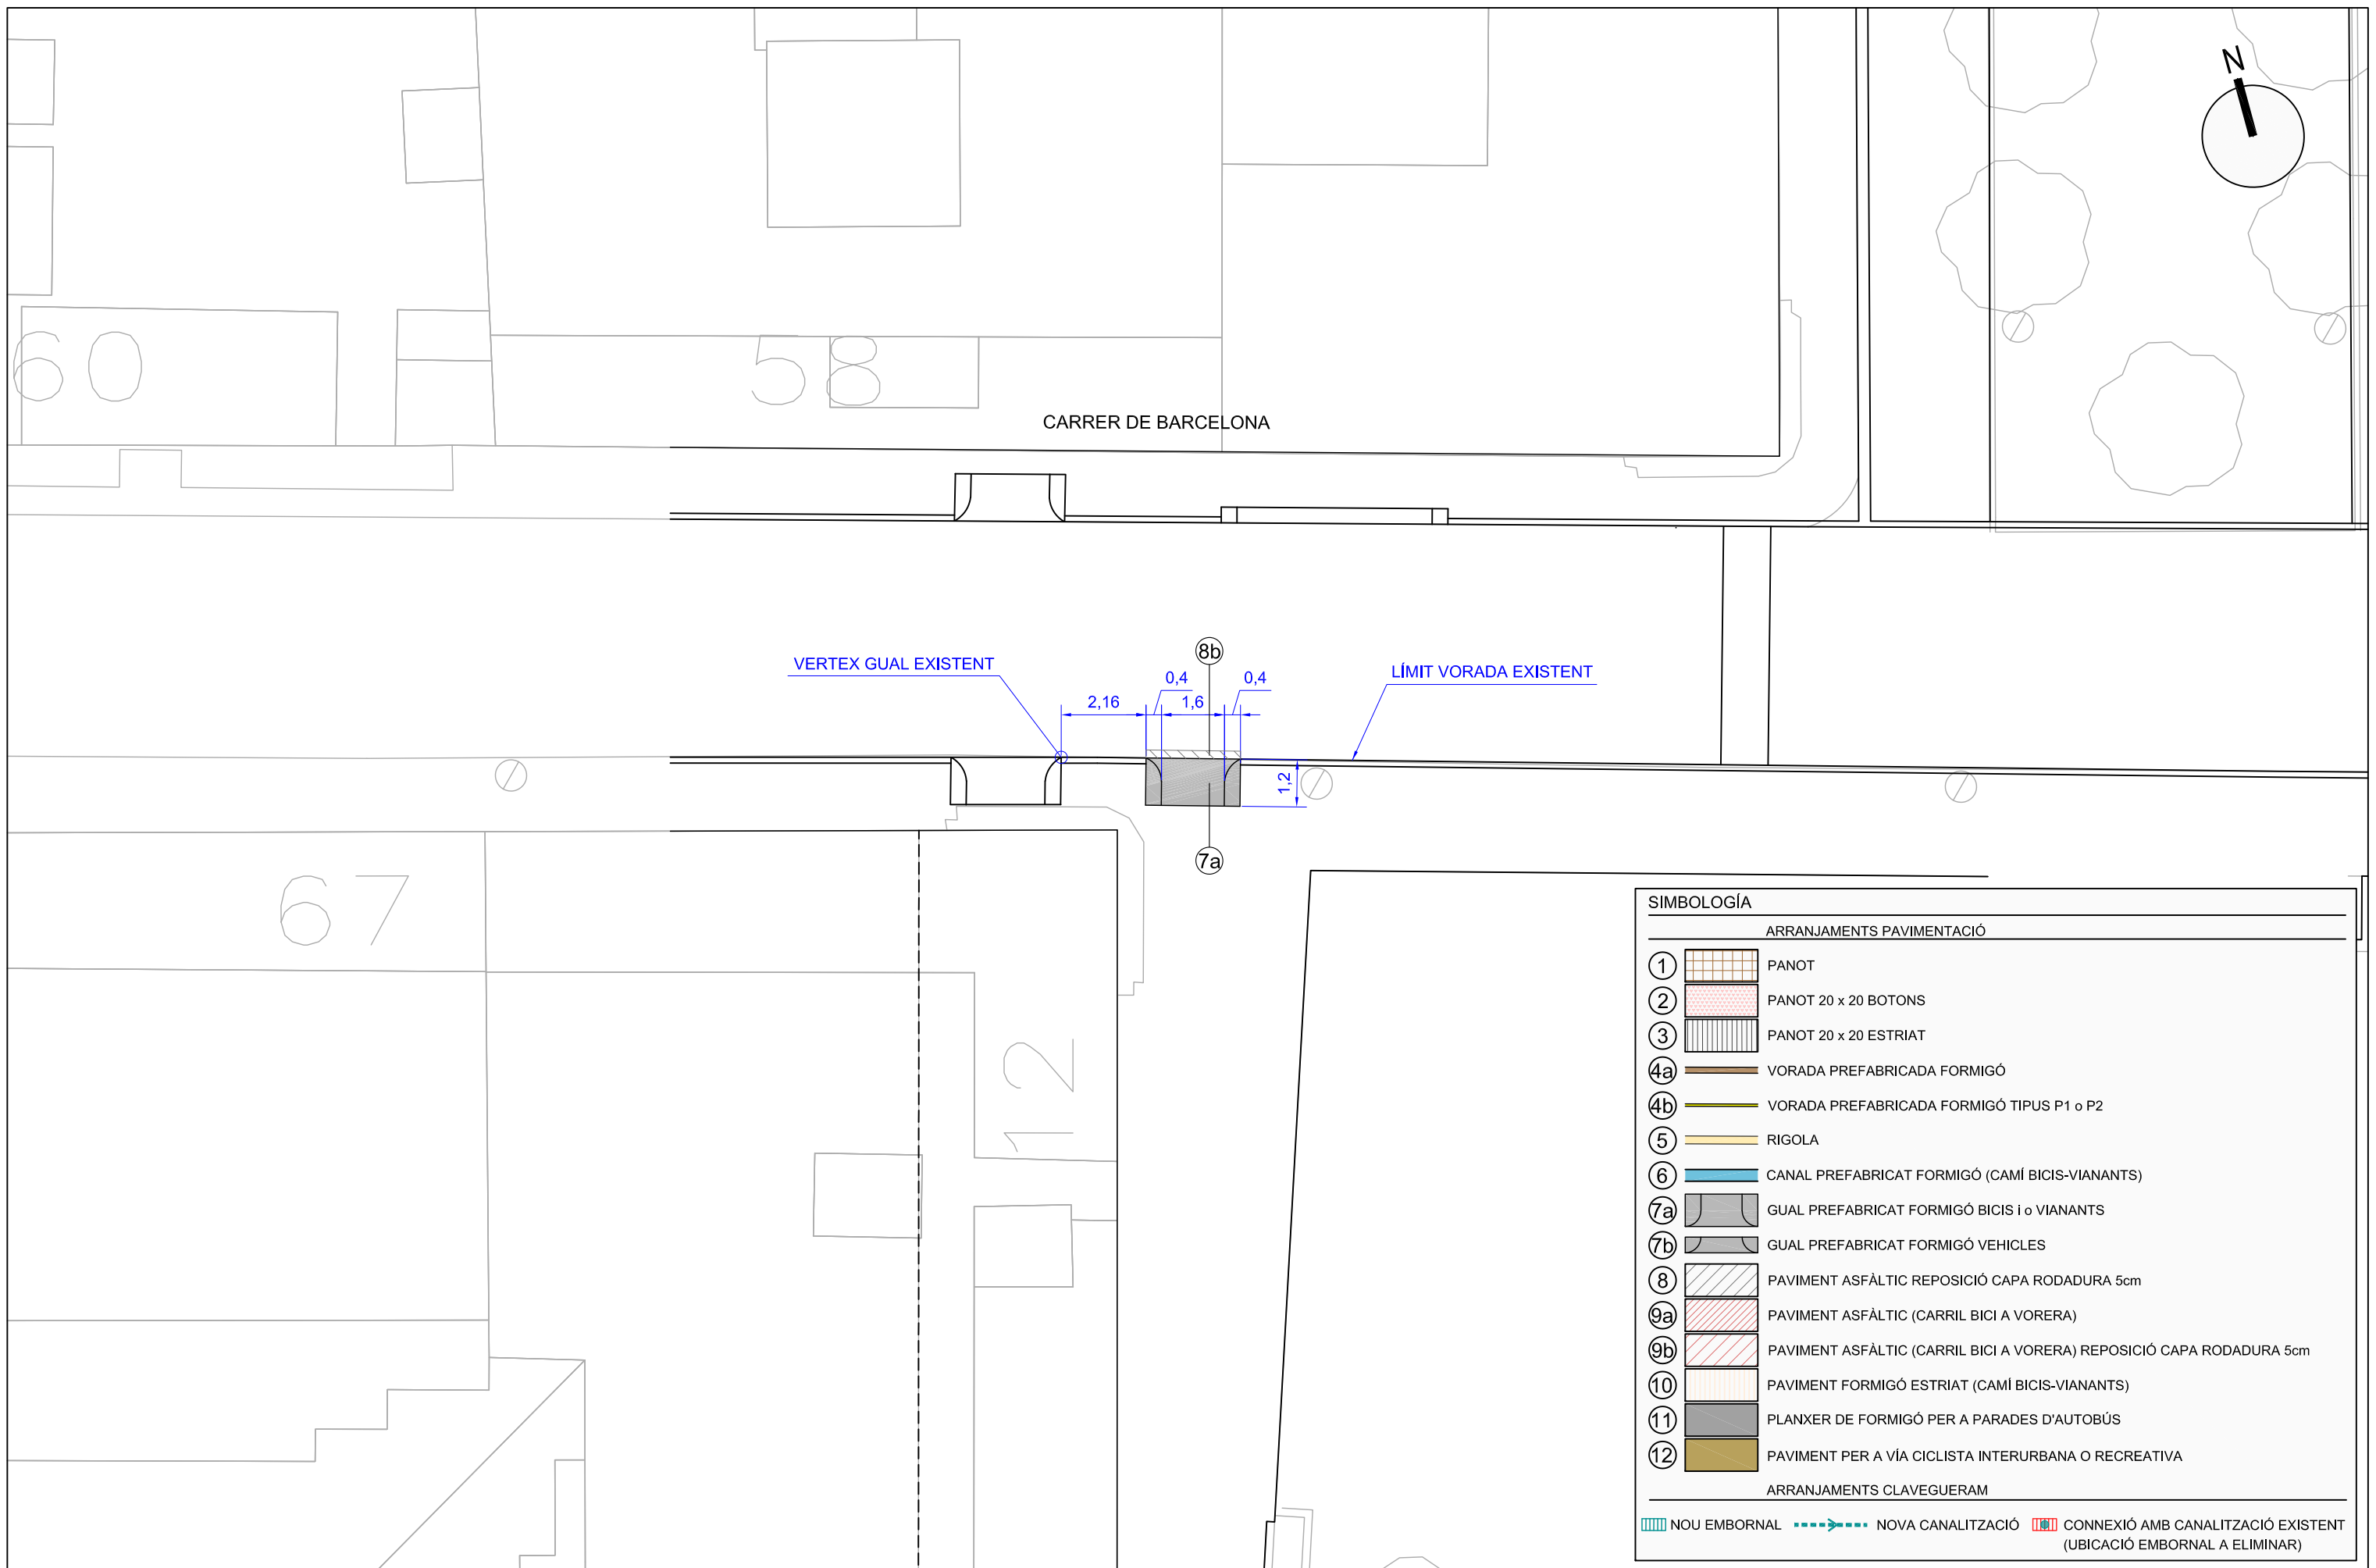 N
60
58
CARRER DE BARCELONA
8b
VERTEX GUAL EXISTENT
LÍMIT VORADA EXISTENT
0,4
0,4
2,16
1,6
1,2
7a
67
12
SIMBOLOGÍA
ARRANJAMENTS PAVIMENTACIÓ
1 PANOT
2 PANOT 20 x 20 BOTONS
3 PANOT 20 x 20 ESTRIAT
4a VORADA PREFABRICADA FORMIGÓ
4b VORADA PREFABRICADA FORMIGÓ TIPUS P1 o P2
5 RIGOLA
6 CANAL PREFABRICAT FORMIGÓ (CAMÍ BICIS-VIANANTS)
7a GUAL PREFABRICAT FORMIGÓ BICIS i o VIANANTS
7b GUAL PREFABRICAT FORMIGÓ VEHICLES
8 PAVIMENT ASFÀLTIC REPOSICIÓ CAPA RODADURA 5cm
9a PAVIMENT ASFÀLTIC (CARRIL BICI A VORERA)
9b PAVIMENT ASFÀLTIC (CARRIL BICI A VORERA) REPOSICIÓ CAPA RODADURA 5cm
10 PAVIMENT FORMIGÓ ESTRIAT (CAMÍ BICIS-VIANANTS)
11 PLANXER DE FORMIGÓ PER A PARADES D'AUTOBÚS
12 PAVIMENT PER A VÍA CICLISTA INTERURBANA O RECREATIVA
ARRANJAMENTS CLAVEGUERAM
NOU EMBORNAL NOVA CANALITZACIÓ CONNEXIÓ AMB CANALITZACIÓ EXISTENT
(UBICACIÓ EMBORNAL A ELIMINAR)